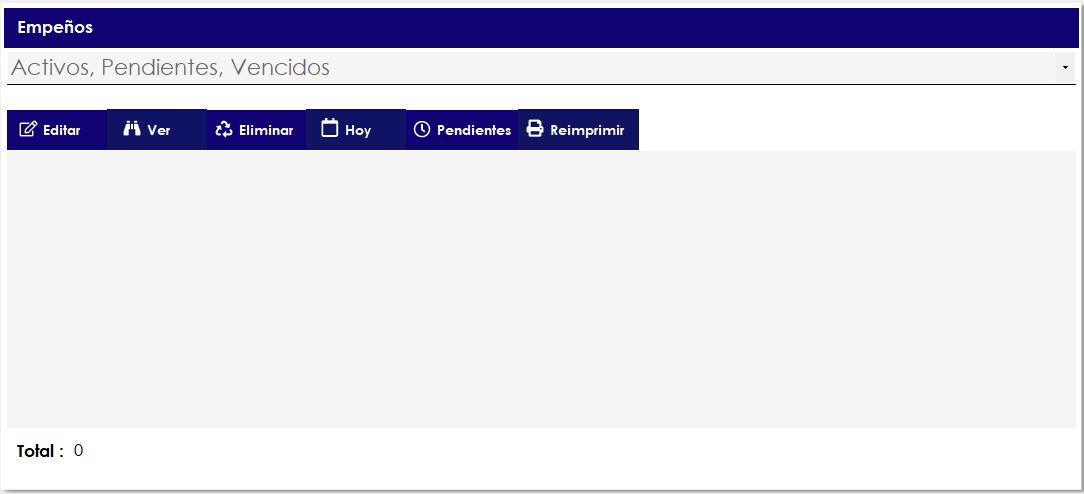 Empeños
Activos, Pendientes, Vencidos
Editar Ver Eliminar Hoy Pendientes Reimprimir
Total : 0